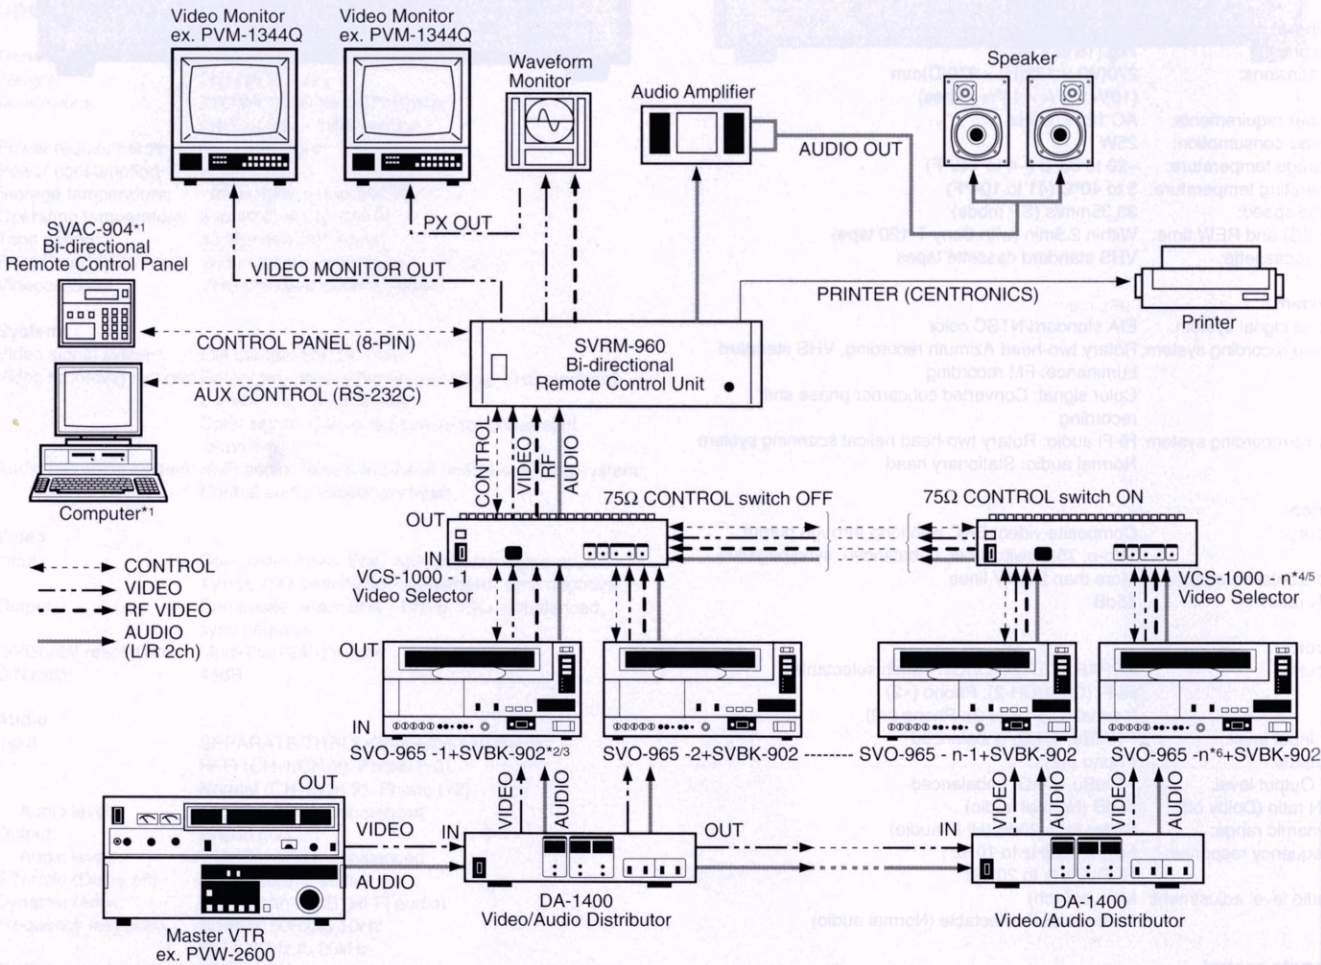 Video Monitor
ex. PVM-1344Q
Video Monitor
ex. PVM-1344Q
Waveform
Monitor
Audio Amplifier
Speaker
AUDIO OUT
PX OUT
SVAC-904*1
Bi-directional
Remote Control Panel
VIDEO MONITOR OUT
PRINTER (CENTRONICS)
Printer
CONTROL PANEL (8-PIN)
SVRM-960
Bi-directional
Remote Control Unit
AUX CONTROL (RS-232C)
Computer*1
CONTROL
VIDEO
RF
AUDIO
75Ω CONTROL switch OFF
75Ω CONTROL switch ON
OUT
IN
VCS-1000 - 1
Video Selector
VCS-1000 - n*4/5
Video Selector
CONTROL
VIDEO
RF VIDEO
AUDIO
(L/R 2ch)
OUT
IN
SVO-965 -1+SVBK-902*2/3
SVO-965 -2+SVBK-902
SVO-965 -n-1+SVBK-902
SVO-965 -n*6+SVBK-902
VIDEO
AUDIO
VIDEO
AUDIO
VIDEO
AUDIO
OUT
VIDEO
AUDIO
IN
OUT
IN
DA-1400
Video/Audio Distributor
DA-1400
Video/Audio Distributor
Master VTR
ex. PVW-2600